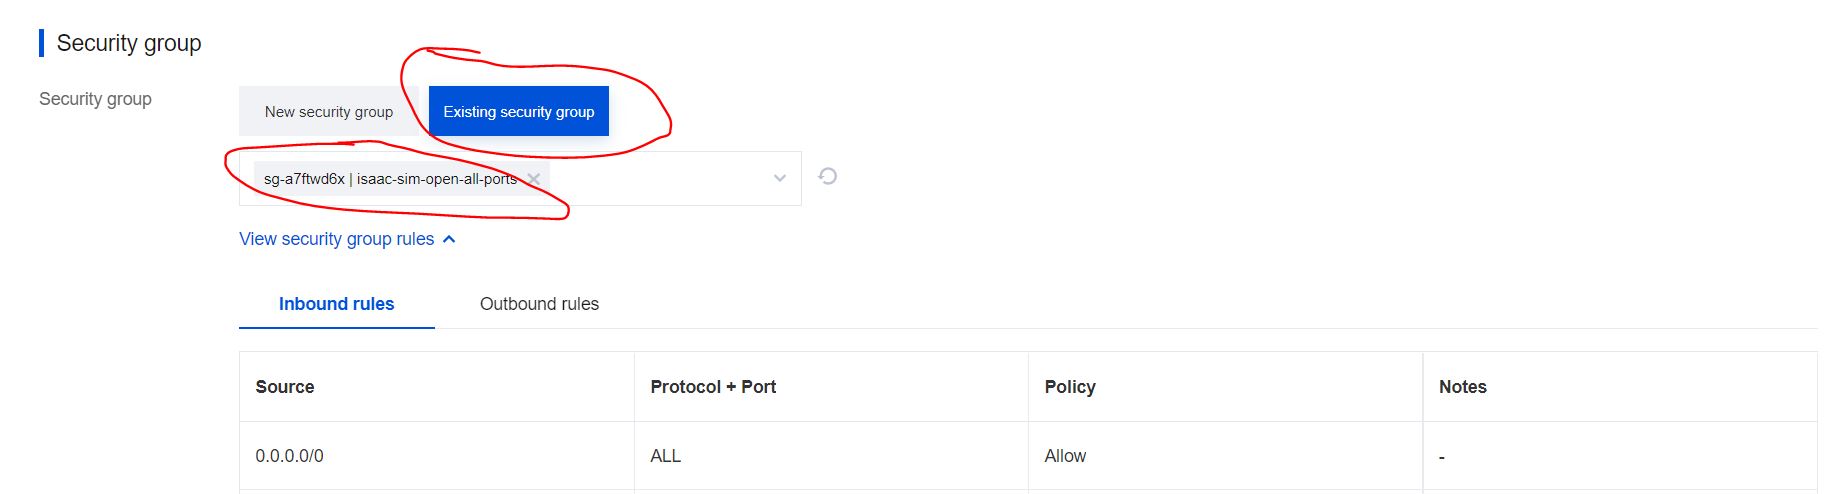 Security group
Security group
New security group
Existing security group
sg-a7ftwd6x | isaac-sim-open-all-ports
View security group rules
Inbound rules
Outbound rules
Source
Protocol + Port
Policy
Notes
0.0.0.0/0
ALL
Allow
-